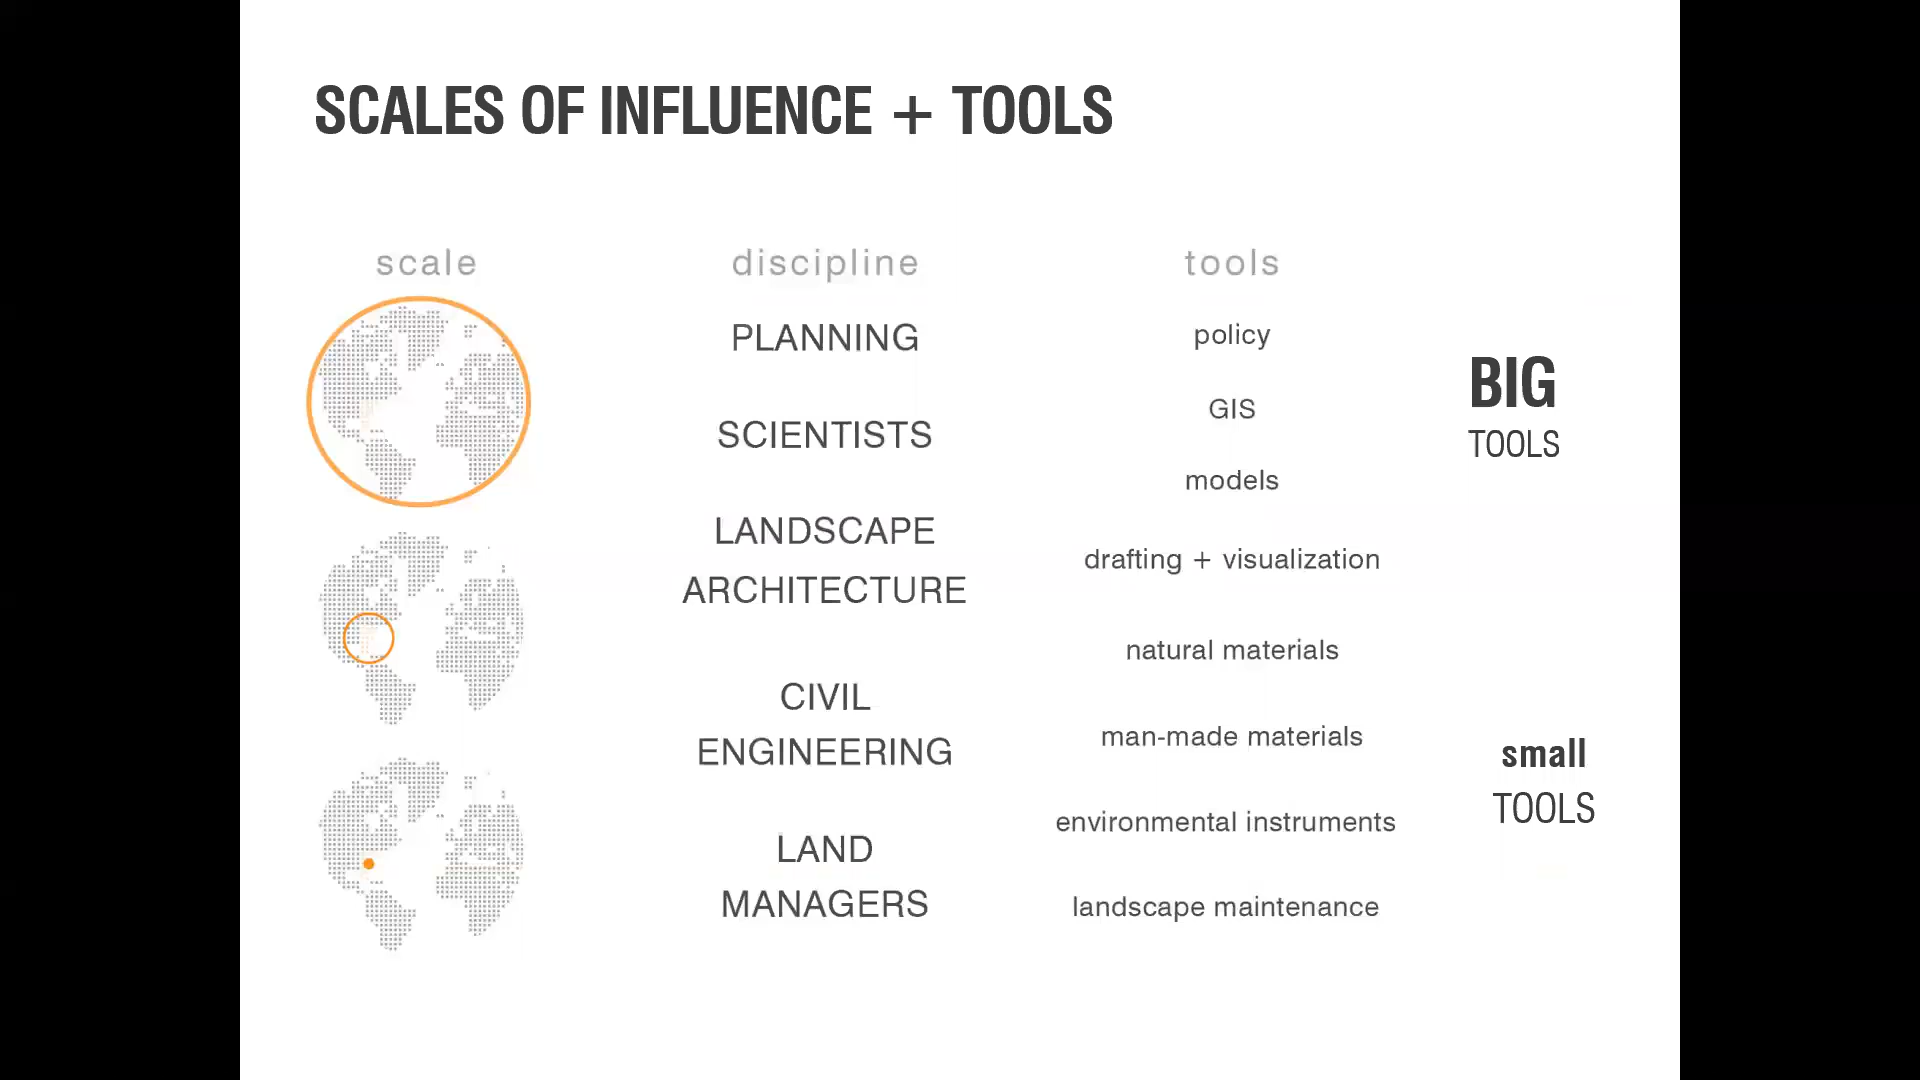 SCALES OF INFLUENCE + TOOLS
scale
discipline
tools
PLANNING
SCIENTISTS
LANDSCAPE
ARCHITECTURE
CIVIL
ENGINEERING
LAND
MANAGERS
policy
GIS
models
drafting + visualization
natural materials
man-made materials
environmental instruments
landscape maintenance
BIG
TOOLS
small
TOOLS